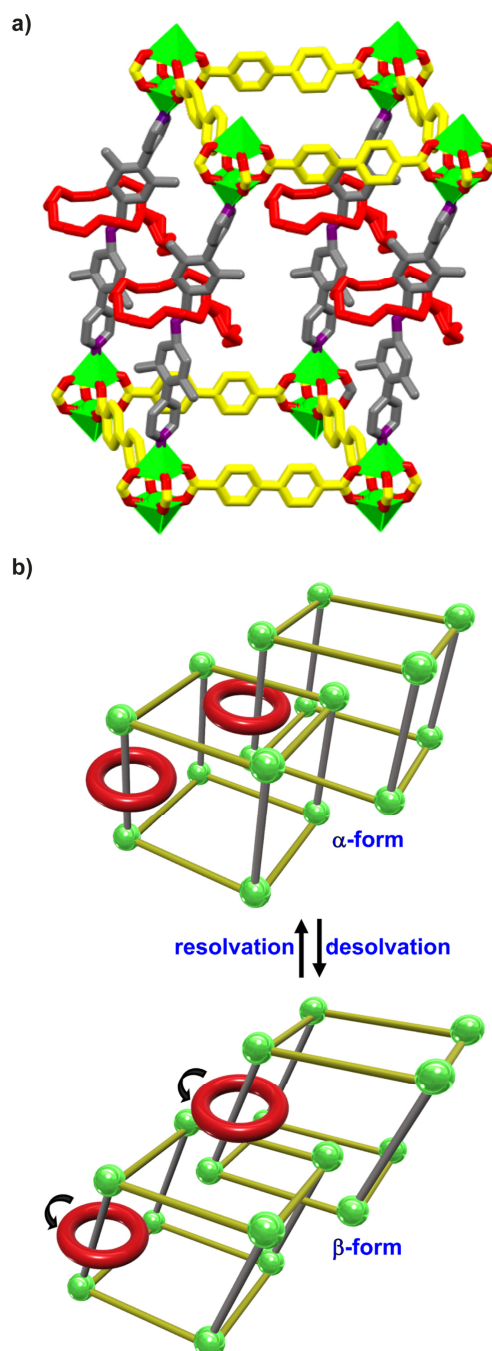 a)
b)
α-form
resolvation desolvation
β-form